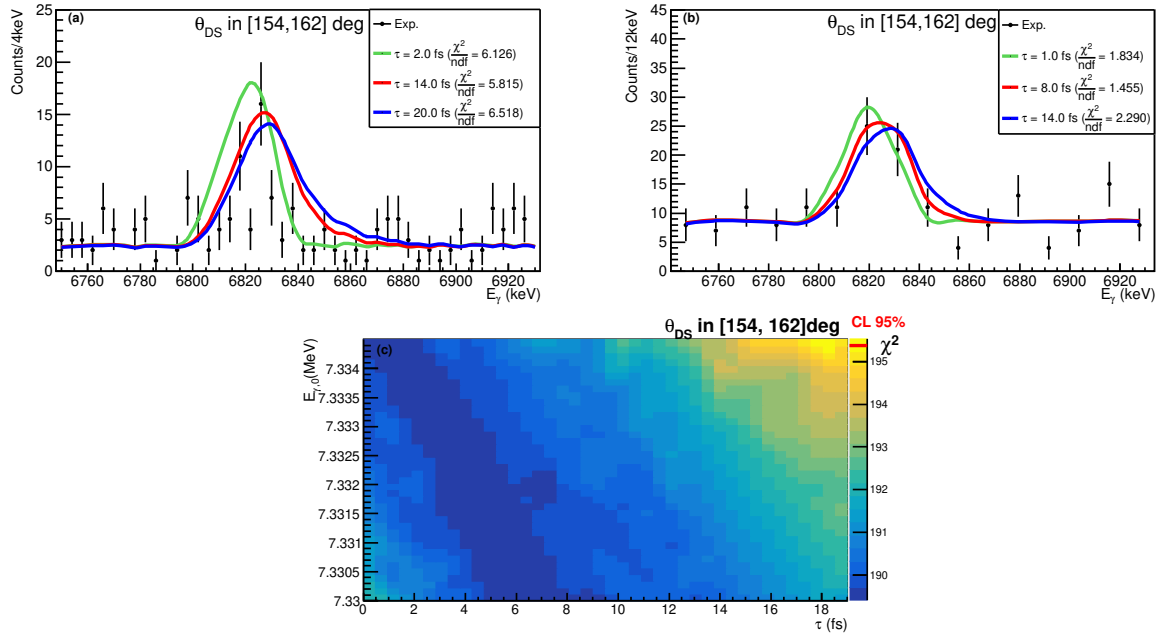 (a)
θ_DS in [154,162] deg
Exp.
τ = 2.0 fs (χ²/ndf = 6.126)
τ = 14.0 fs (χ²/ndf = 5.815)
τ = 20.0 fs (χ²/ndf = 6.518)
Counts/4keV
25
20
15
10
5
0
6760 6780 6800 6820 6840 6860 6880 6900 6920
E_γ (keV)
(b)
θ_DS in [154,162] deg
Exp.
τ = 1.0 fs (χ²/ndf = 1.834)
τ = 8.0 fs (χ²/ndf = 1.455)
τ = 14.0 fs (χ²/ndf = 2.290)
Counts/12keV
45
40
35
30
25
20
15
10
5
0
6760 6780 6800 6820 6840 6860 6880 6900 6920
E_γ (keV)
θ_DS in [154, 162]deg
CL 95%
(c)
χ²
E_γ,0(MeV)
7.334
7.3335
7.333
7.3325
7.332
7.3315
7.331
7.3305
7.33
0 2 4 6 8 10 12 14 16 18
τ (fs)
195
194
193
192
191
190